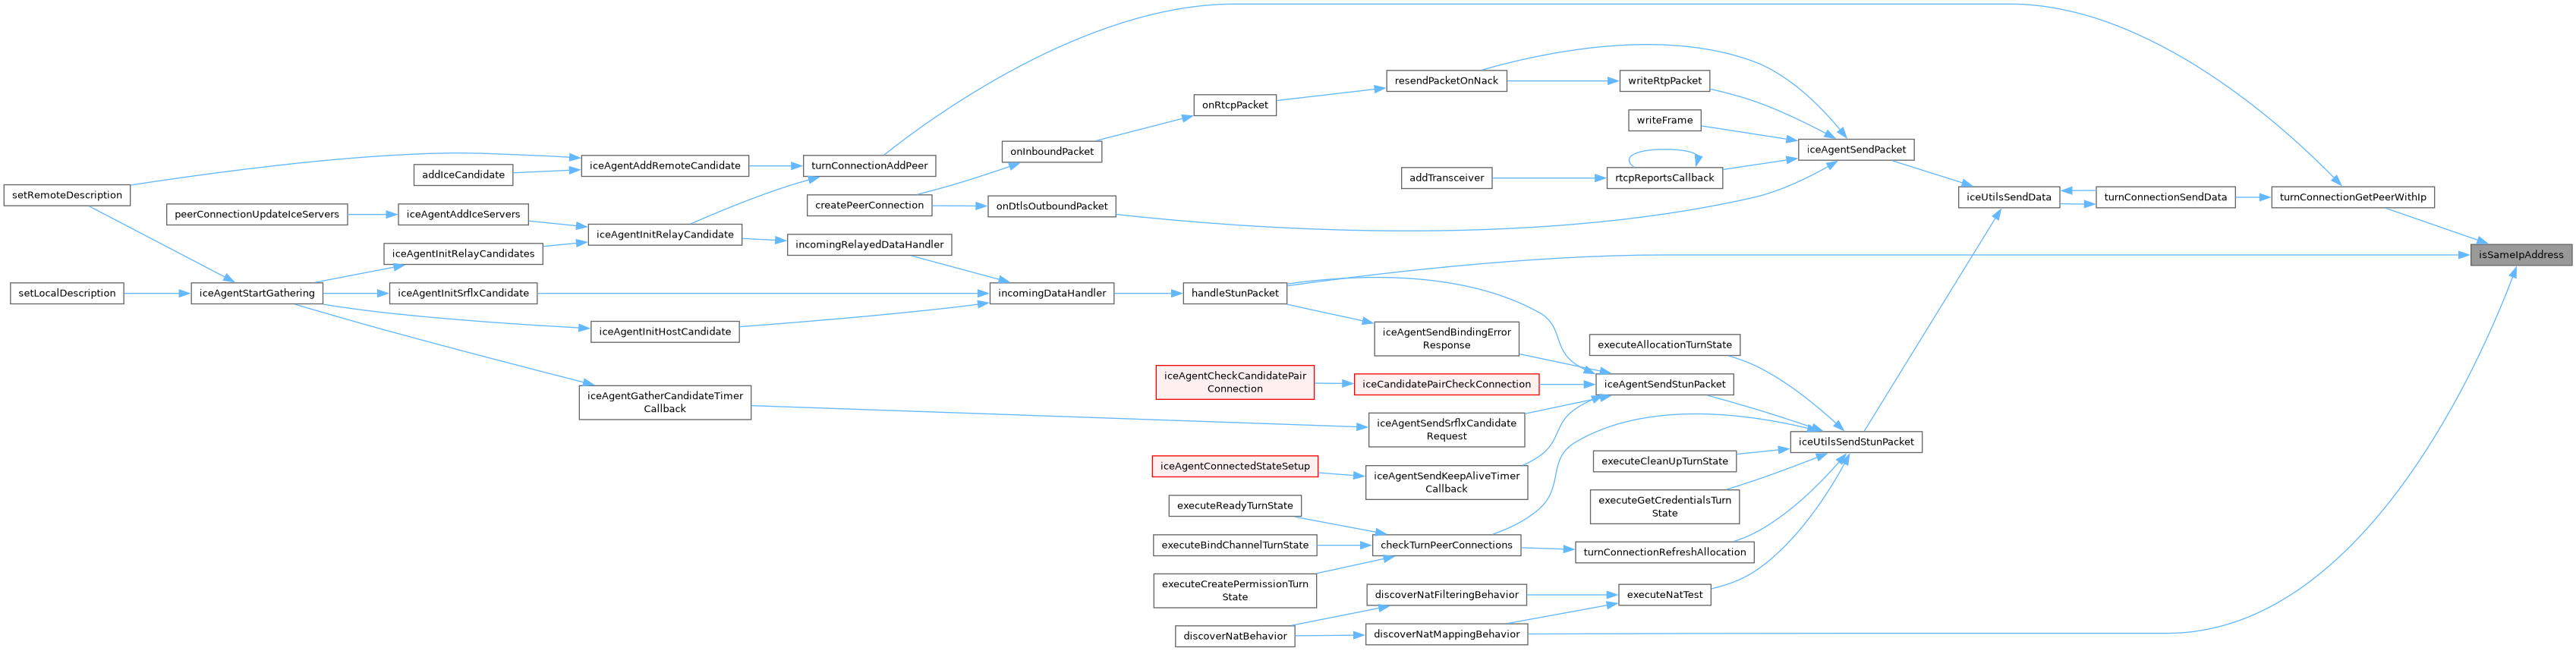 resendPacketOnNack
writeRtpPacket
onRtcpPacket
writeFrame
iceAgentSendPacket
onInboundPacket
iceAgentAddRemoteCandidate
turnConnectionAddPeer
addIceCandidate
addTransceiver
rtcpReportsCallback
setRemoteDescription
createPeerConnection
onDtlsOutboundPacket
iceUtilsSendData
turnConnectionSendData
turnConnectionGetPeerWithIp
peerConnectionUpdateIceServers
iceAgentAddIceServers
iceAgentInitRelayCandidate
incomingRelayedDataHandler
iceAgentInitRelayCandidates
isSameIpAddress
setLocalDescription
iceAgentStartGathering
iceAgentInitSrflxCandidate
incomingDataHandler
handleStunPacket
iceAgentInitHostCandidate
iceAgentSendBindingError
Response
executeAllocationTurnState
iceAgentCheckCandidatePair
Connection
iceCandidatePairCheckConnection
iceAgentSendStunPacket
iceAgentGatherCandidateTimer
Callback
iceAgentSendSrflxCandidate
Request
iceUtilsSendStunPacket
iceAgentConnectedStateSetup
iceAgentSendKeepAliveTimer
Callback
executeCleanUpTurnState
executeGetCredentialsTurn
State
executeReadyTurnState
executeBindChannelTurnState
checkTurnPeerConnections
turnConnectionRefreshAllocation
executeCreatePermissionTurn
State
discoverNatFilteringBehavior
executeNatTest
discoverNatBehavior
discoverNatMappingBehavior